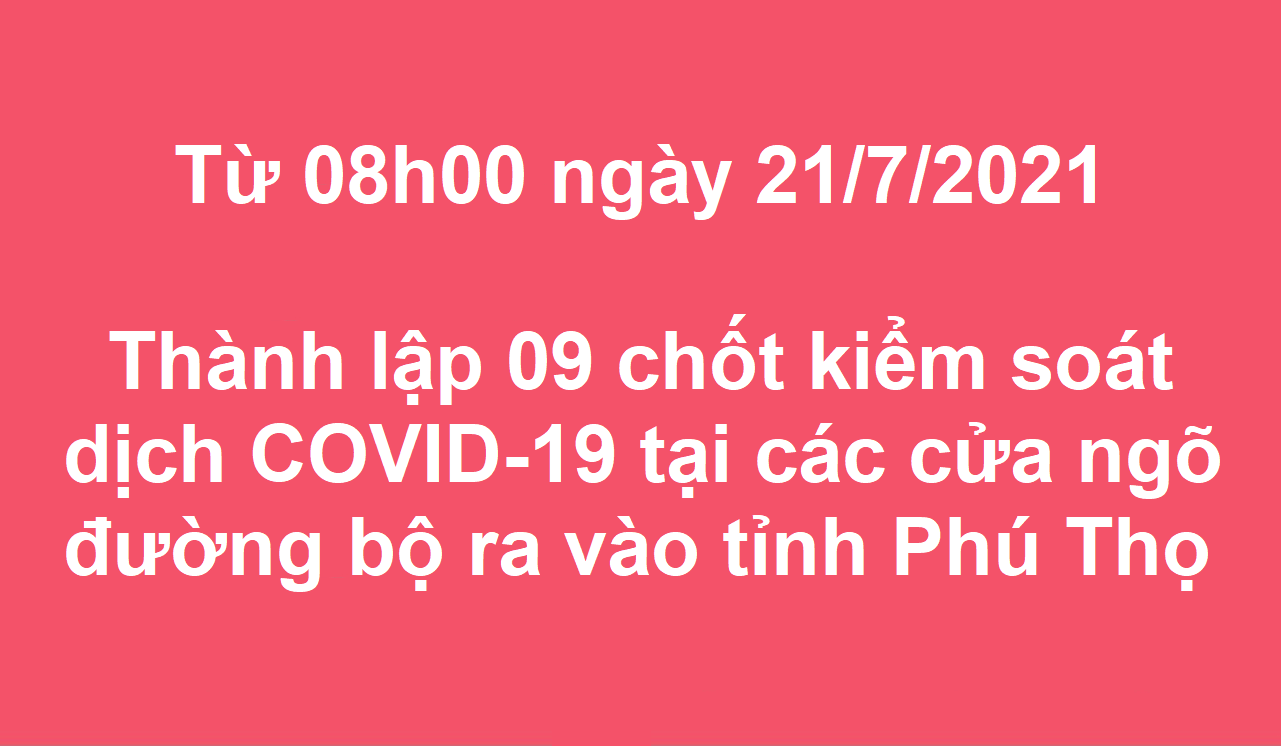 Từ 08h00 ngày 21/7/2021
Thành lập 09 chốt kiểm soát
dịch COVID-19 tại các cửa ngõ
đường bộ ra vào tỉnh Phú Thọ